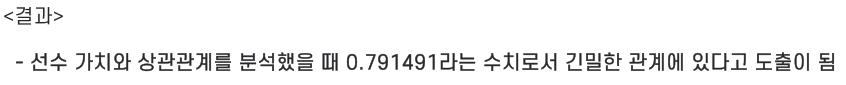 <결과>
- 선수 가치와 상관관계를 분석했을 때 0.791491라는 수치로서 긴밀한 관계에 있다고 도출이 됨